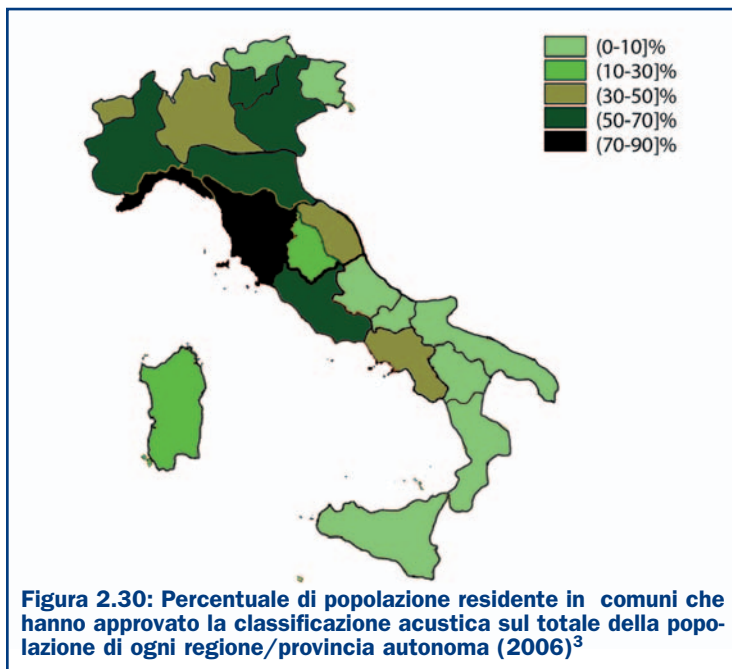 (0-10]%
(10-30]%
(30-50]%
(50-70]%
(70-90]%
Figura 2.30: Percentuale di popolazione residente in comuni che
hanno approvato la classificazione acustica sul totale della popo-
lazione di ogni regione/provincia autonoma (2006)3